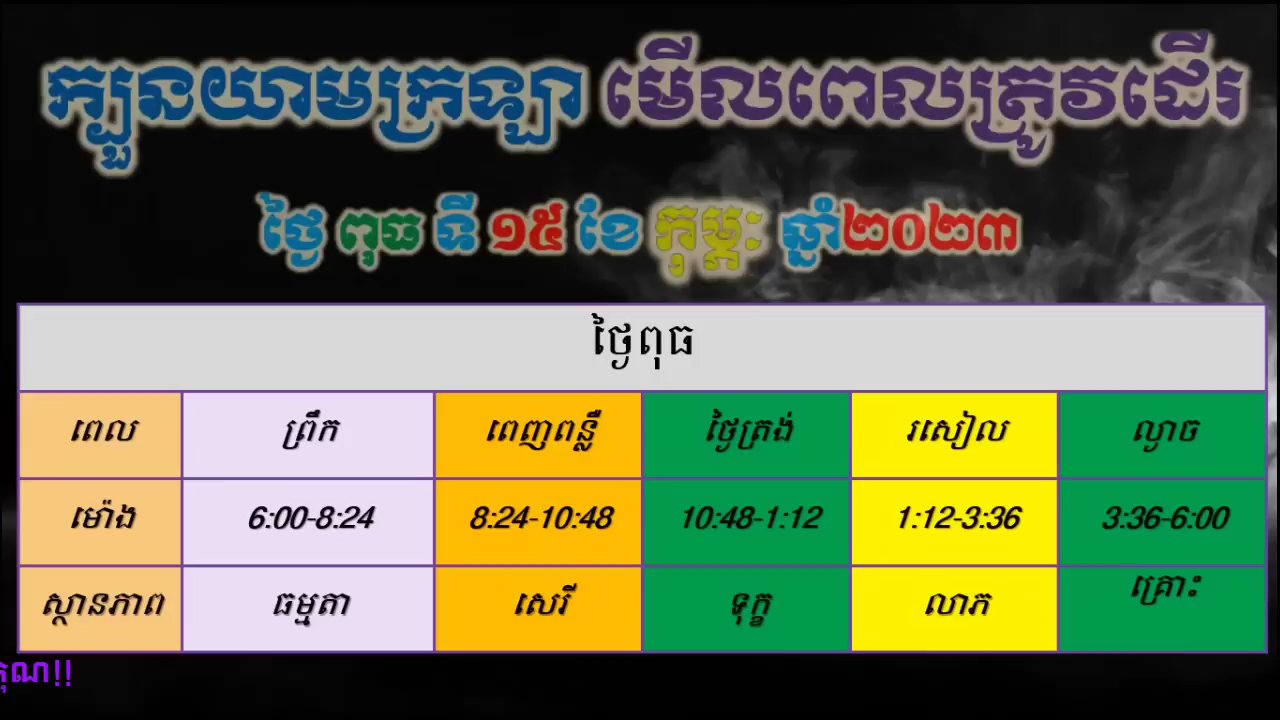 ក្បួនយាមក្រឡា មើលពេលត្រូវដើរ
ថ្ងៃ ពុធ ទី ១៥ ខែ កុម្ភៈ ឆ្នាំ២០២៣
ថ្ងៃពុធ
ពេល ព្រឹក ពេញពន្លឺ ថ្ងៃត្រង់ រសៀល ល្ងាច
ម៉ោង 6:00-8:24 8:24-10:48 10:48-1:12 1:12-3:36 3:36-6:00
ស្ថានភាព ធម្មតា សេរី ទុក្ខ លាភ គ្រោះ
គុណ!!